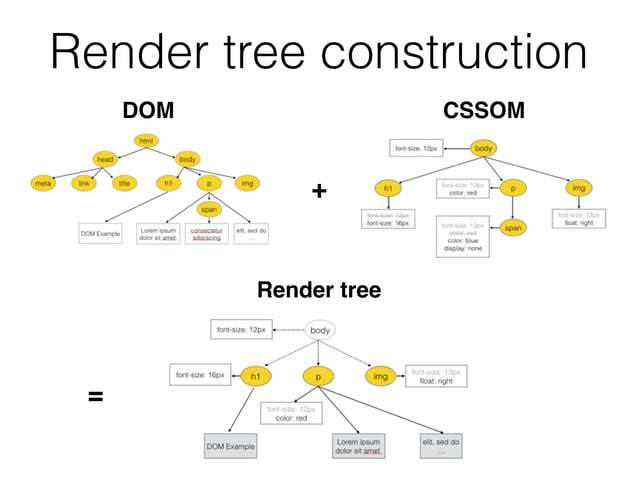 Render tree construction
DOM
CSSOM
html
head
body
meta
link
title
h1
p
img
span
DOM Example
Lorem ipsum
dolor sit amet,
consectetur
adipiscing
elit, sed do
...
+
font-size: 12px
body
h1
font-size: 12px
color: red
p
img
font-size: 12px
font-size: 16px
font-size: 12px
float: right
font-size: 12px
color: red
color: blue
display: none
span
Render tree
=
font-size: 12px
body
font-size: 16px
h1
p
img
font-size: 12px
float: right
font-size: 12px
color: red
DOM Example
Lorem ipsum
dolor sit amet,
elit, sed do
....